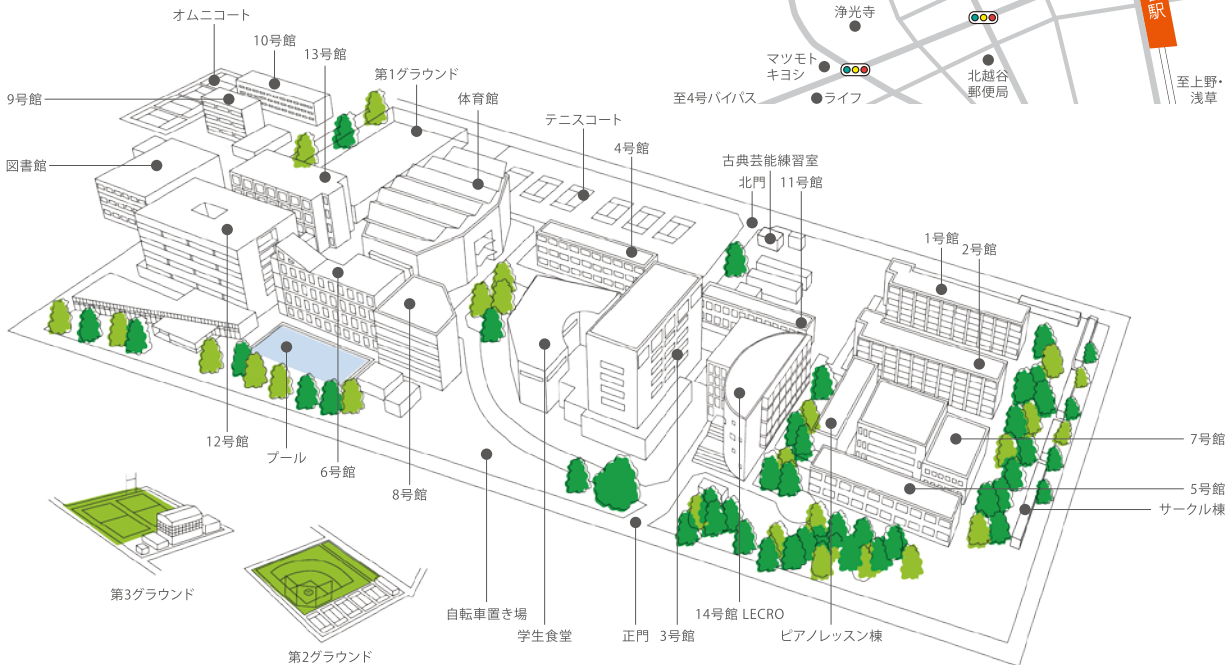 オムニコート
10号館
13号館
第1グラウンド
9号館
体育館
テニスコート
4号館
古典芸能練習室
北門
11号館
図書館
1号館
2号館
浄光寺
マツモト
キヨシ
北越谷
郵便局
至4号バイパス
ライフ
駅
至上野・
浅草
12号館
プール
6号館
8号館
7号館
5号館
サークル棟
第3グラウンド
第2グラウンド
自転車置き場
学生食堂
正門
3号館
14号館 LECRO
ピアノレッスン棟